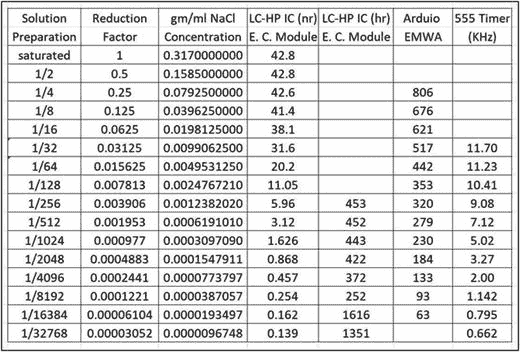 Solution Reduction gm/ml NaCl LC-HP IC (nr) LC-HP IC (hr) Arduio 555 Timer
Preparation Factor Concentration E. C. Module E. C. Module EMWA (KHz)
saturated 1 0.3170000000 42.8
1/2 0.5 0.1585000000 42.8
1/4 0.25 0.0792500000 42.6 806
1/8 0.125 0.0396250000 41.4 676
1/16 0.0625 0.0198125000 38.1 621
1/32 0.03125 0.0099062500 31.6 517 11.70
1/64 0.015625 0.0049531250 20.2 442 11.23
1/128 0.007813 0.0024767210 11.05 353 10.41
1/256 0.003906 0.0012382020 5.96 453 320 9.08
1/512 0.001953 0.0006191010 3.12 452 279 7.12
1/1024 0.000977 0.0003097090 1.626 443 230 5.02
1/2048 0.0004883 0.0001547911 0.868 422 184 3.27
1/4096 0.0002441 0.0000773797 0.457 372 133 2.00
1/8192 0.0001221 0.0000387057 0.254 252 93 1.142
1/16384 0.00006104 0.0000193497 0.162 1616 63 0.795
1/32768 0.00003052 0.0000096748 0.139 1351 0.662